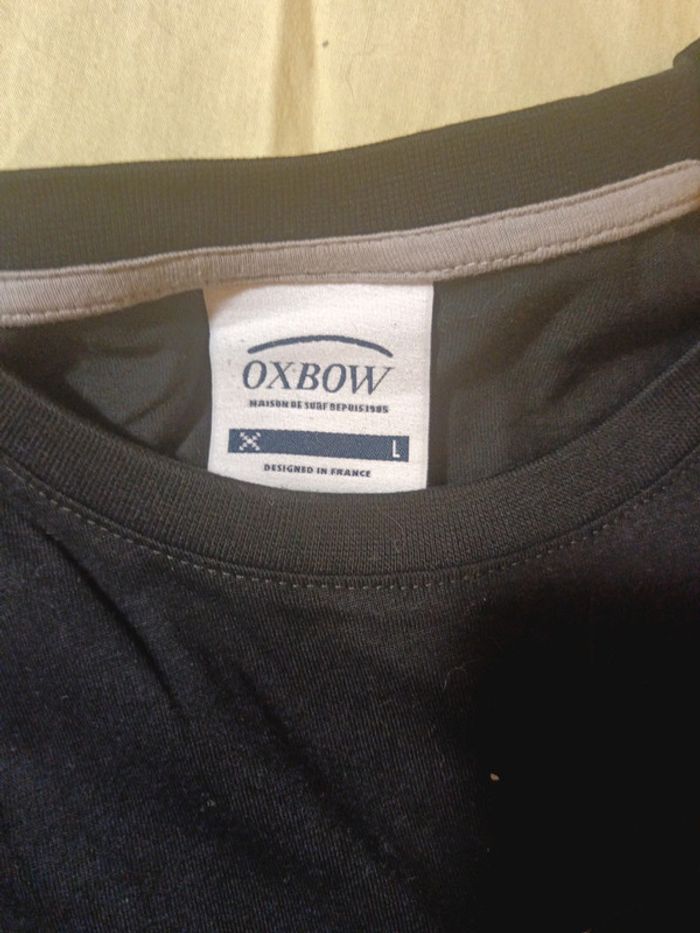 OXBOW
MAISON DE SURF DEPUIS 1985
L
DESIGNED IN FRANCE